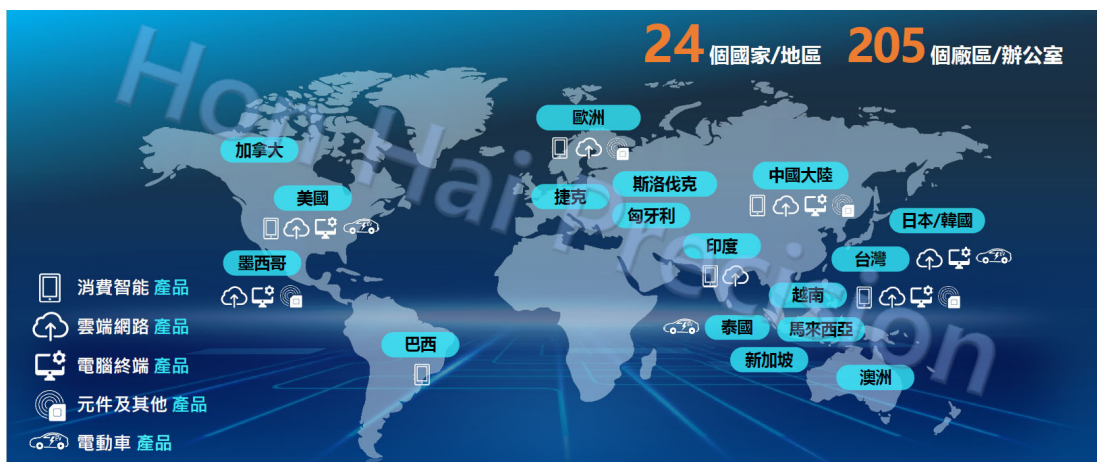 24 個國家/地區 205 個廠區/辦公室
歐洲
加拿大
美國
捷克
斯洛伐克
匈牙利
中國大陸
日本/韓國
墨西哥
印度
台灣
越南
泰國
馬來西亞
巴西
新加坡
澳洲
消費智能 產品
雲端網路 產品
電腦終端 產品
元件及其他 產品
電動車 產品
Hon Hai Precision